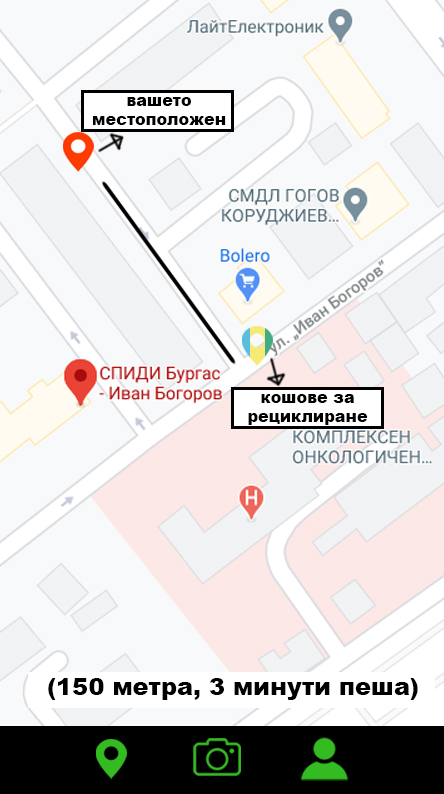 ЛайтЕлектроник
вашето
местоположен
СМДЛ ГОГОВ
КОРУДЖИЕВ...
Bolero
ул. „Иван Богоров“
СПИДИ Бургас
- Иван Богоров
кошове за
рециклиране
КОМПЛЕКСЕН
ОНКОЛОГИЧЕН...
H
(150 метра, 3 минути пеша)